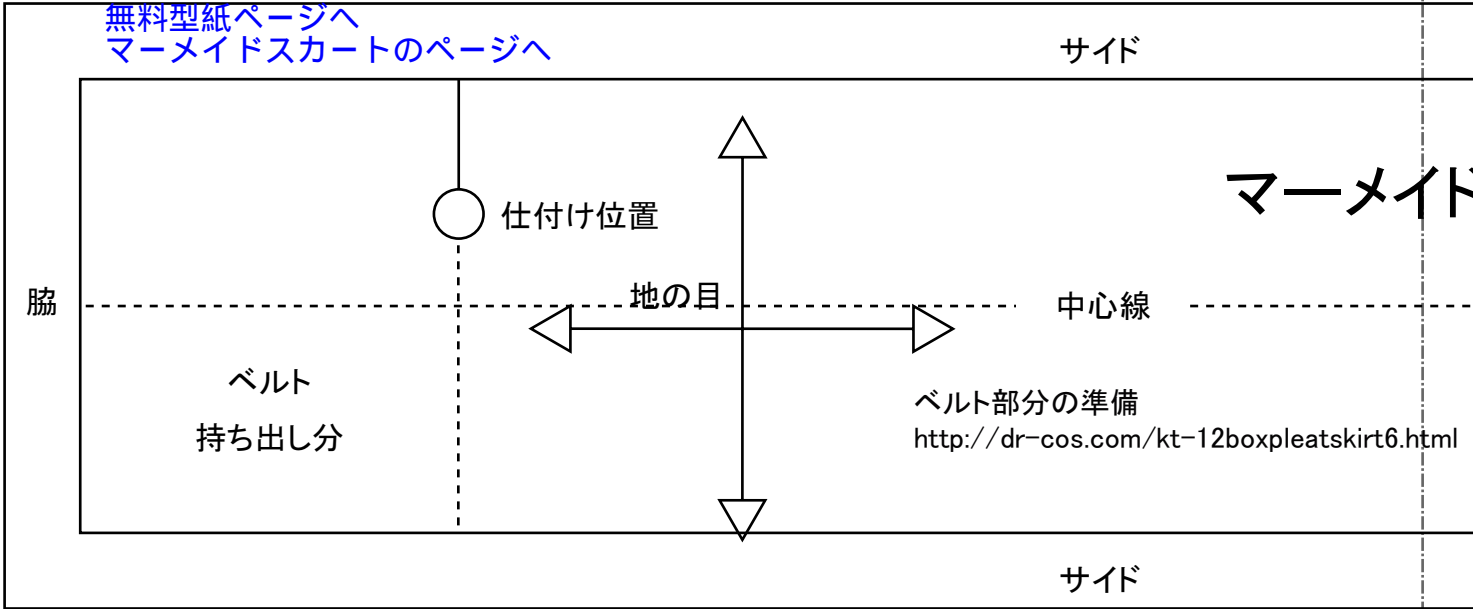 無料型紙ページへ
マーメイドスカートのページへ
サイド
マーメイド
仕付け位置
脇
地の目
中心線
ベルト
持ち出し分
ベルト部分の準備
http://dr-cos.com/kt-12boxpleatskirt6.html
サイド